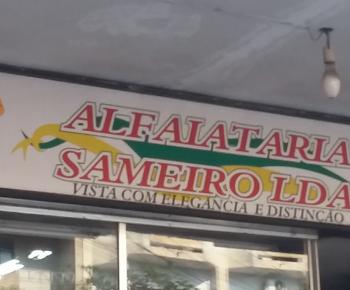 ALFAIATARIA
SAMEIRO LDA
VISTA COM ELEGÂNCIA E DISTINÇÃO